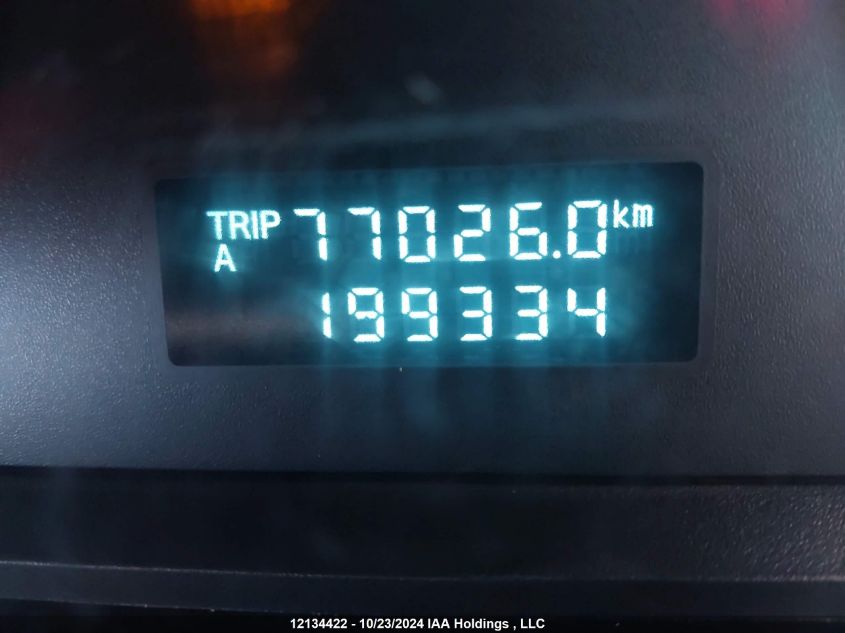 TRIP 77026.0 km
A
199334
12134422 - 10/23/2024 IAA Holdings , LLC